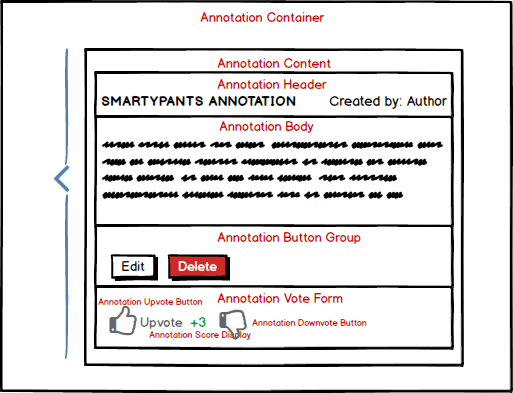 Annotation Container
Annotation Content
Annotation Header
SMARTYPANTS ANNOTATION Created by: Author
Annotation Body
Annotation Button Group
Edit Delete
Annotation Vote Form
Annotation Upvote Button
Upvote +3 Annotation Downvote Button
Annotation Score Display